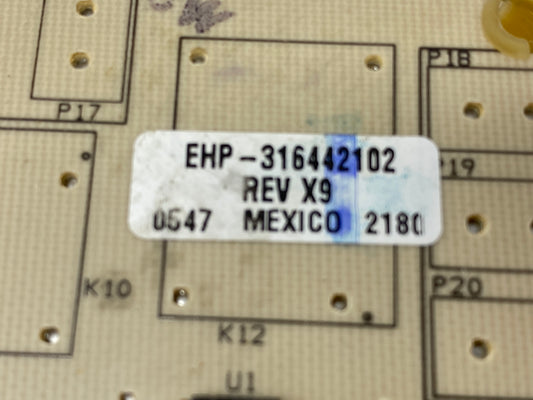 P17
P18
EHP-316442102
REV X9
0547 MEXICO 2180
P19
K10
P20
K12
U1